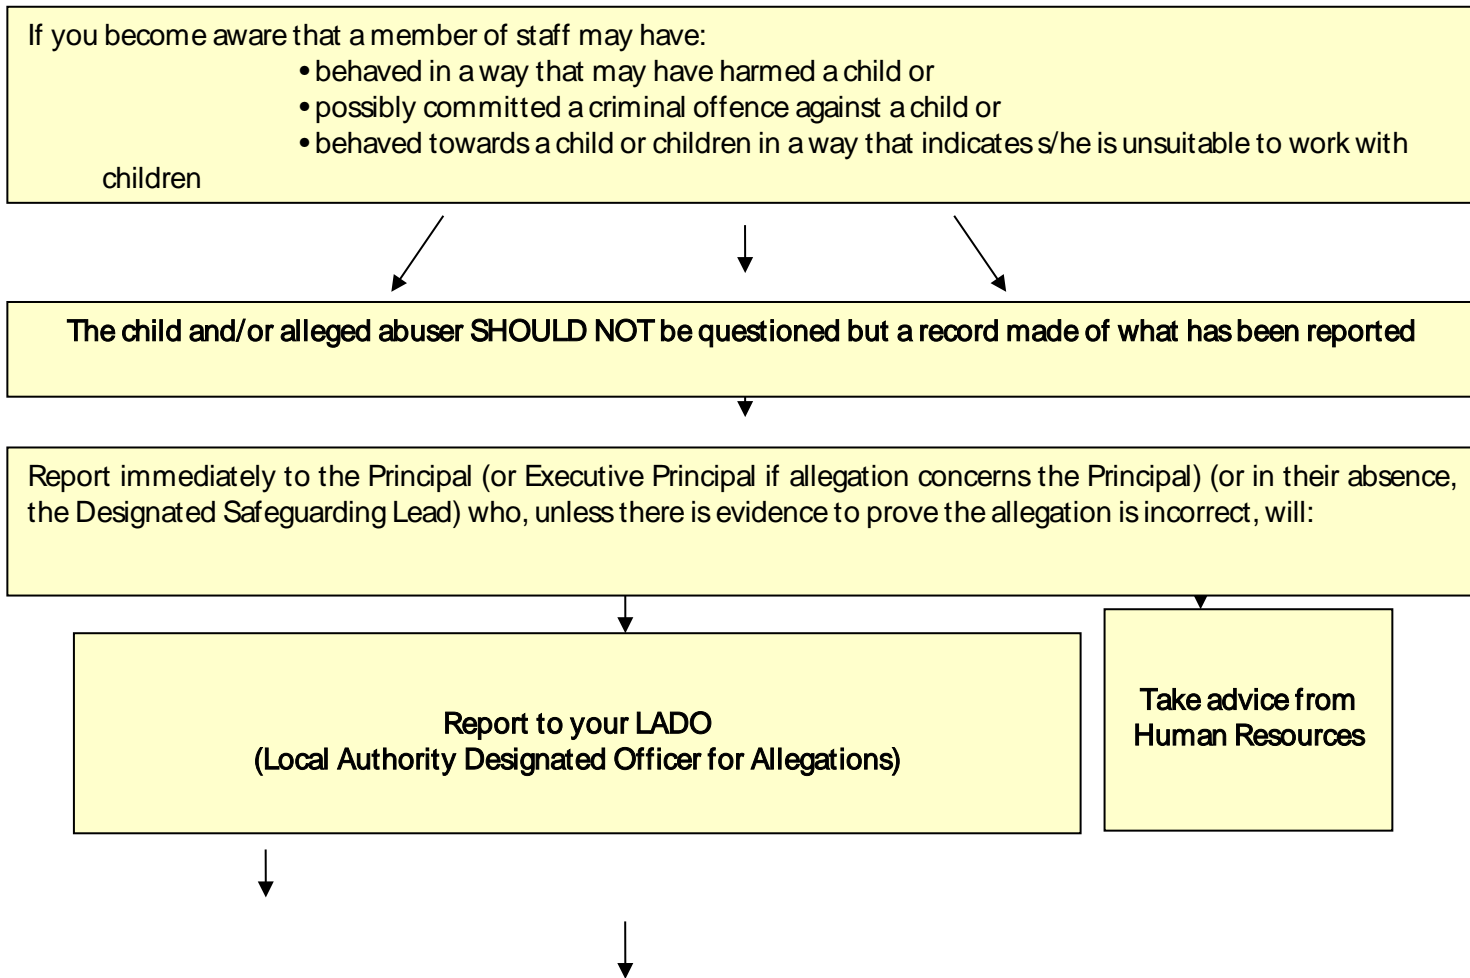 If you become aware that a member of staff may have:
• behaved in a way that may have harmed a child or
• possibly committed a criminal offence against a child or
• behaved towards a child or children in a way that indicates s/he is unsuitable to work with
children
The child and/or alleged abuser SHOULD NOT be questioned but a record made of what has been reported
Report immediately to the Principal (or Executive Principal if allegation concerns the Principal) (or in their absence,
the Designated Safeguarding Lead) who, unless there is evidence to prove the allegation is incorrect, will:
Report to your LADO
(Local Authority Designated Officer for Allegations)
Take advice from
Human Resources